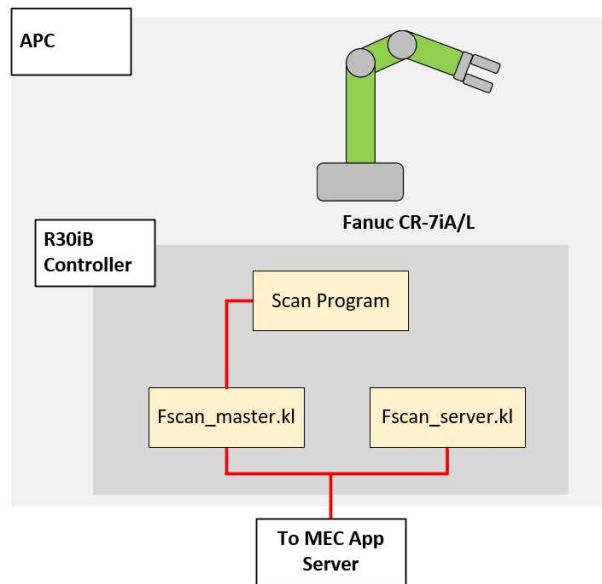 APC
Fanuc CR-7iA/L
R30iB
Controller
Scan Program
Fscan_master.kl
Fscan_server.kl
To MEC App
Server